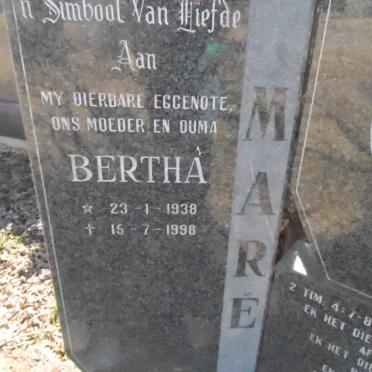 'n Simbool Van Liefde
Aan
MY DIERBARE EGGENOTE,
ONS MOEDER EN OUMA
BERTHA
☆ 23-1-1938
✝ 15-7-1998
MARÉ
2 TIM. 4:7-8
EK HET DIE
EK HET